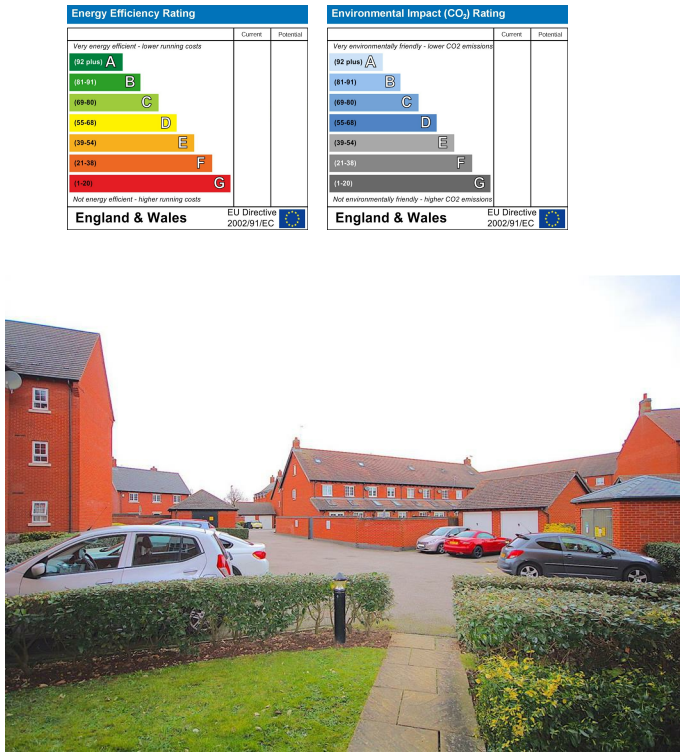 Energy Efficiency Rating
Current Potential
Very energy efficient - lower running costs
(92 plus) A
(81-91) B
(69-80) C
(55-68) D
(39-54) E
(21-38) F
(1-20) G
Not energy efficient - higher running costs
England & Wales
EU Directive
2002/91/EC
Environmental Impact (CO₂) Rating
Current Potential
Very environmentally friendly - lower CO2 emissions
(92 plus) A
(81-91) B
(69-80) C
(55-68) D
(39-54) E
(21-38) F
(1-20) G
Not environmentally friendly - higher CO2 emissions
England & Wales
EU Directive
2002/91/EC